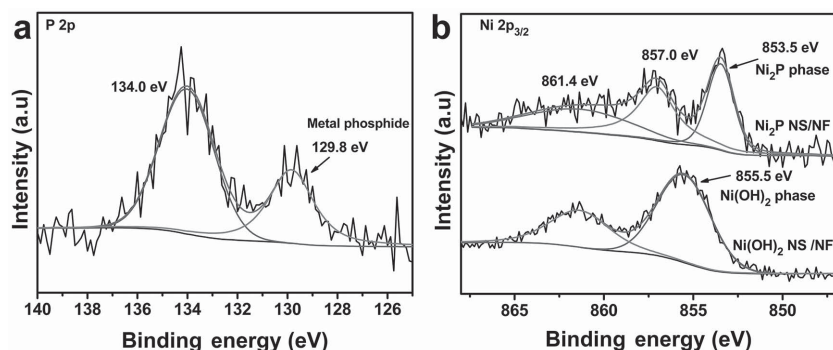 a
P 2p
134.0 eV
Metal phosphide
129.8 eV
Intensity (a.u)
140 138 136 134 132 130 128 126
Binding energy (eV)
b
Ni 2p3/2
861.4 eV
857.0 eV
853.5 eV
Ni2P phase
Ni2P NS/NF
855.5 eV
Ni(OH)2 phase
Ni(OH)2 NS /NF
Intensity (a.u)
865 860 855 850
Binding energy (eV)